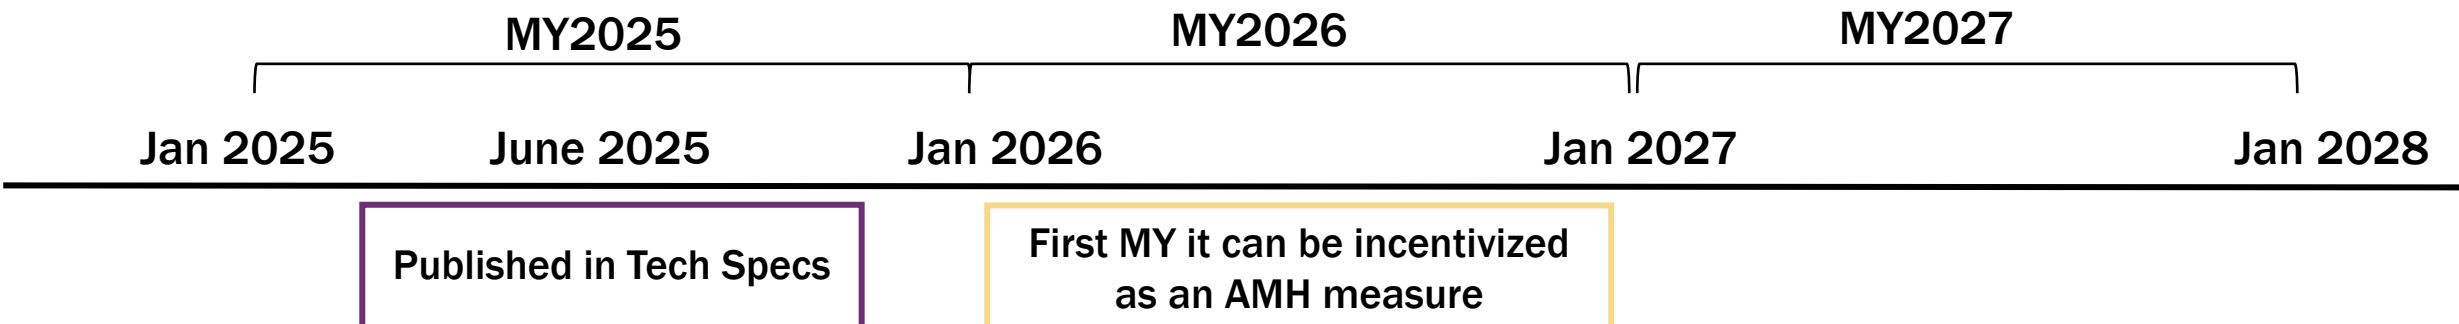 MY2025
MY2026
MY2027
Jan 2025
June 2025
Jan 2026
Jan 2027
Jan 2028
Published in Tech Specs
First MY it can be incentivized
as an AMH measure